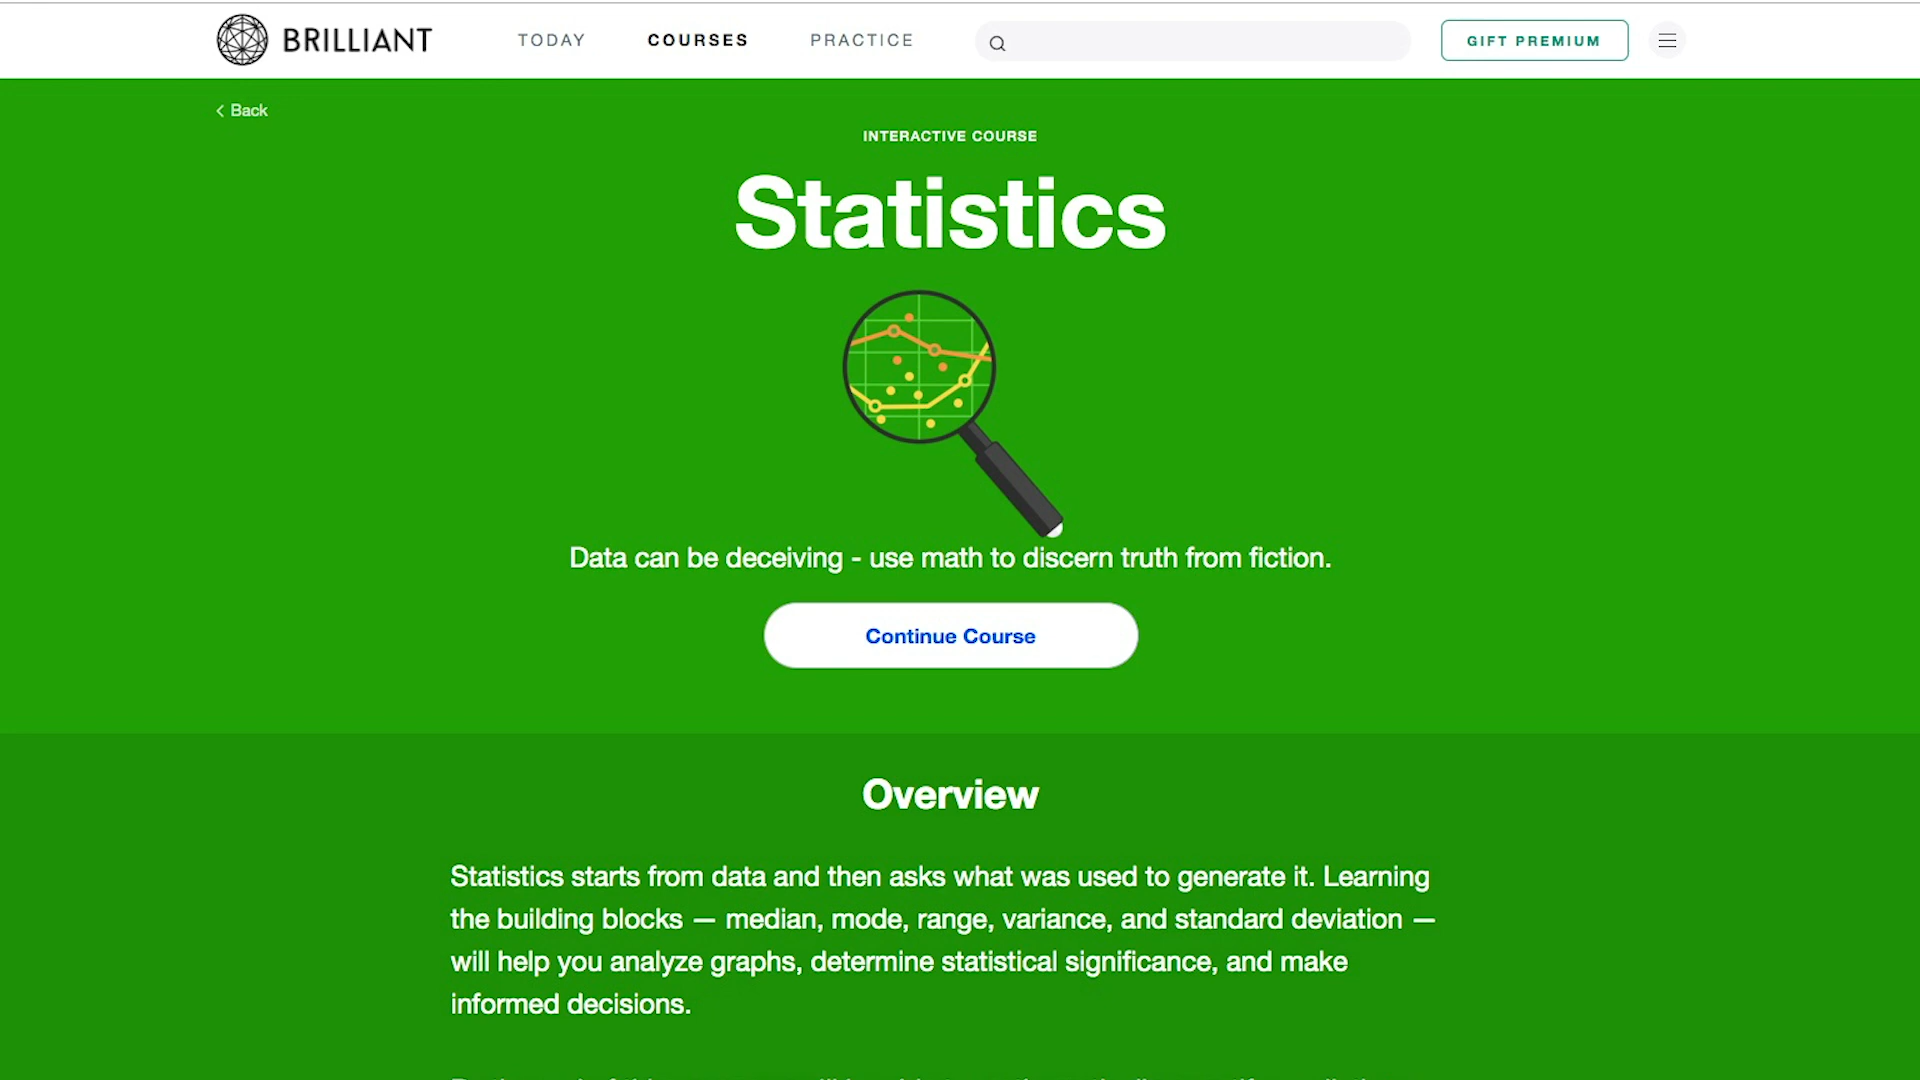 BRILLIANT
TODAY
COURSES
PRACTICE
GIFT PREMIUM
Back
INTERACTIVE COURSE
Statistics
Data can be deceiving - use math to discern truth from fiction.
Continue Course
Overview
Statistics starts from data and then asks what was used to generate it. Learning
the building blocks — median, mode, range, variance, and standard deviation —
will help you analyze graphs, determine statistical significance, and make
informed decisions.